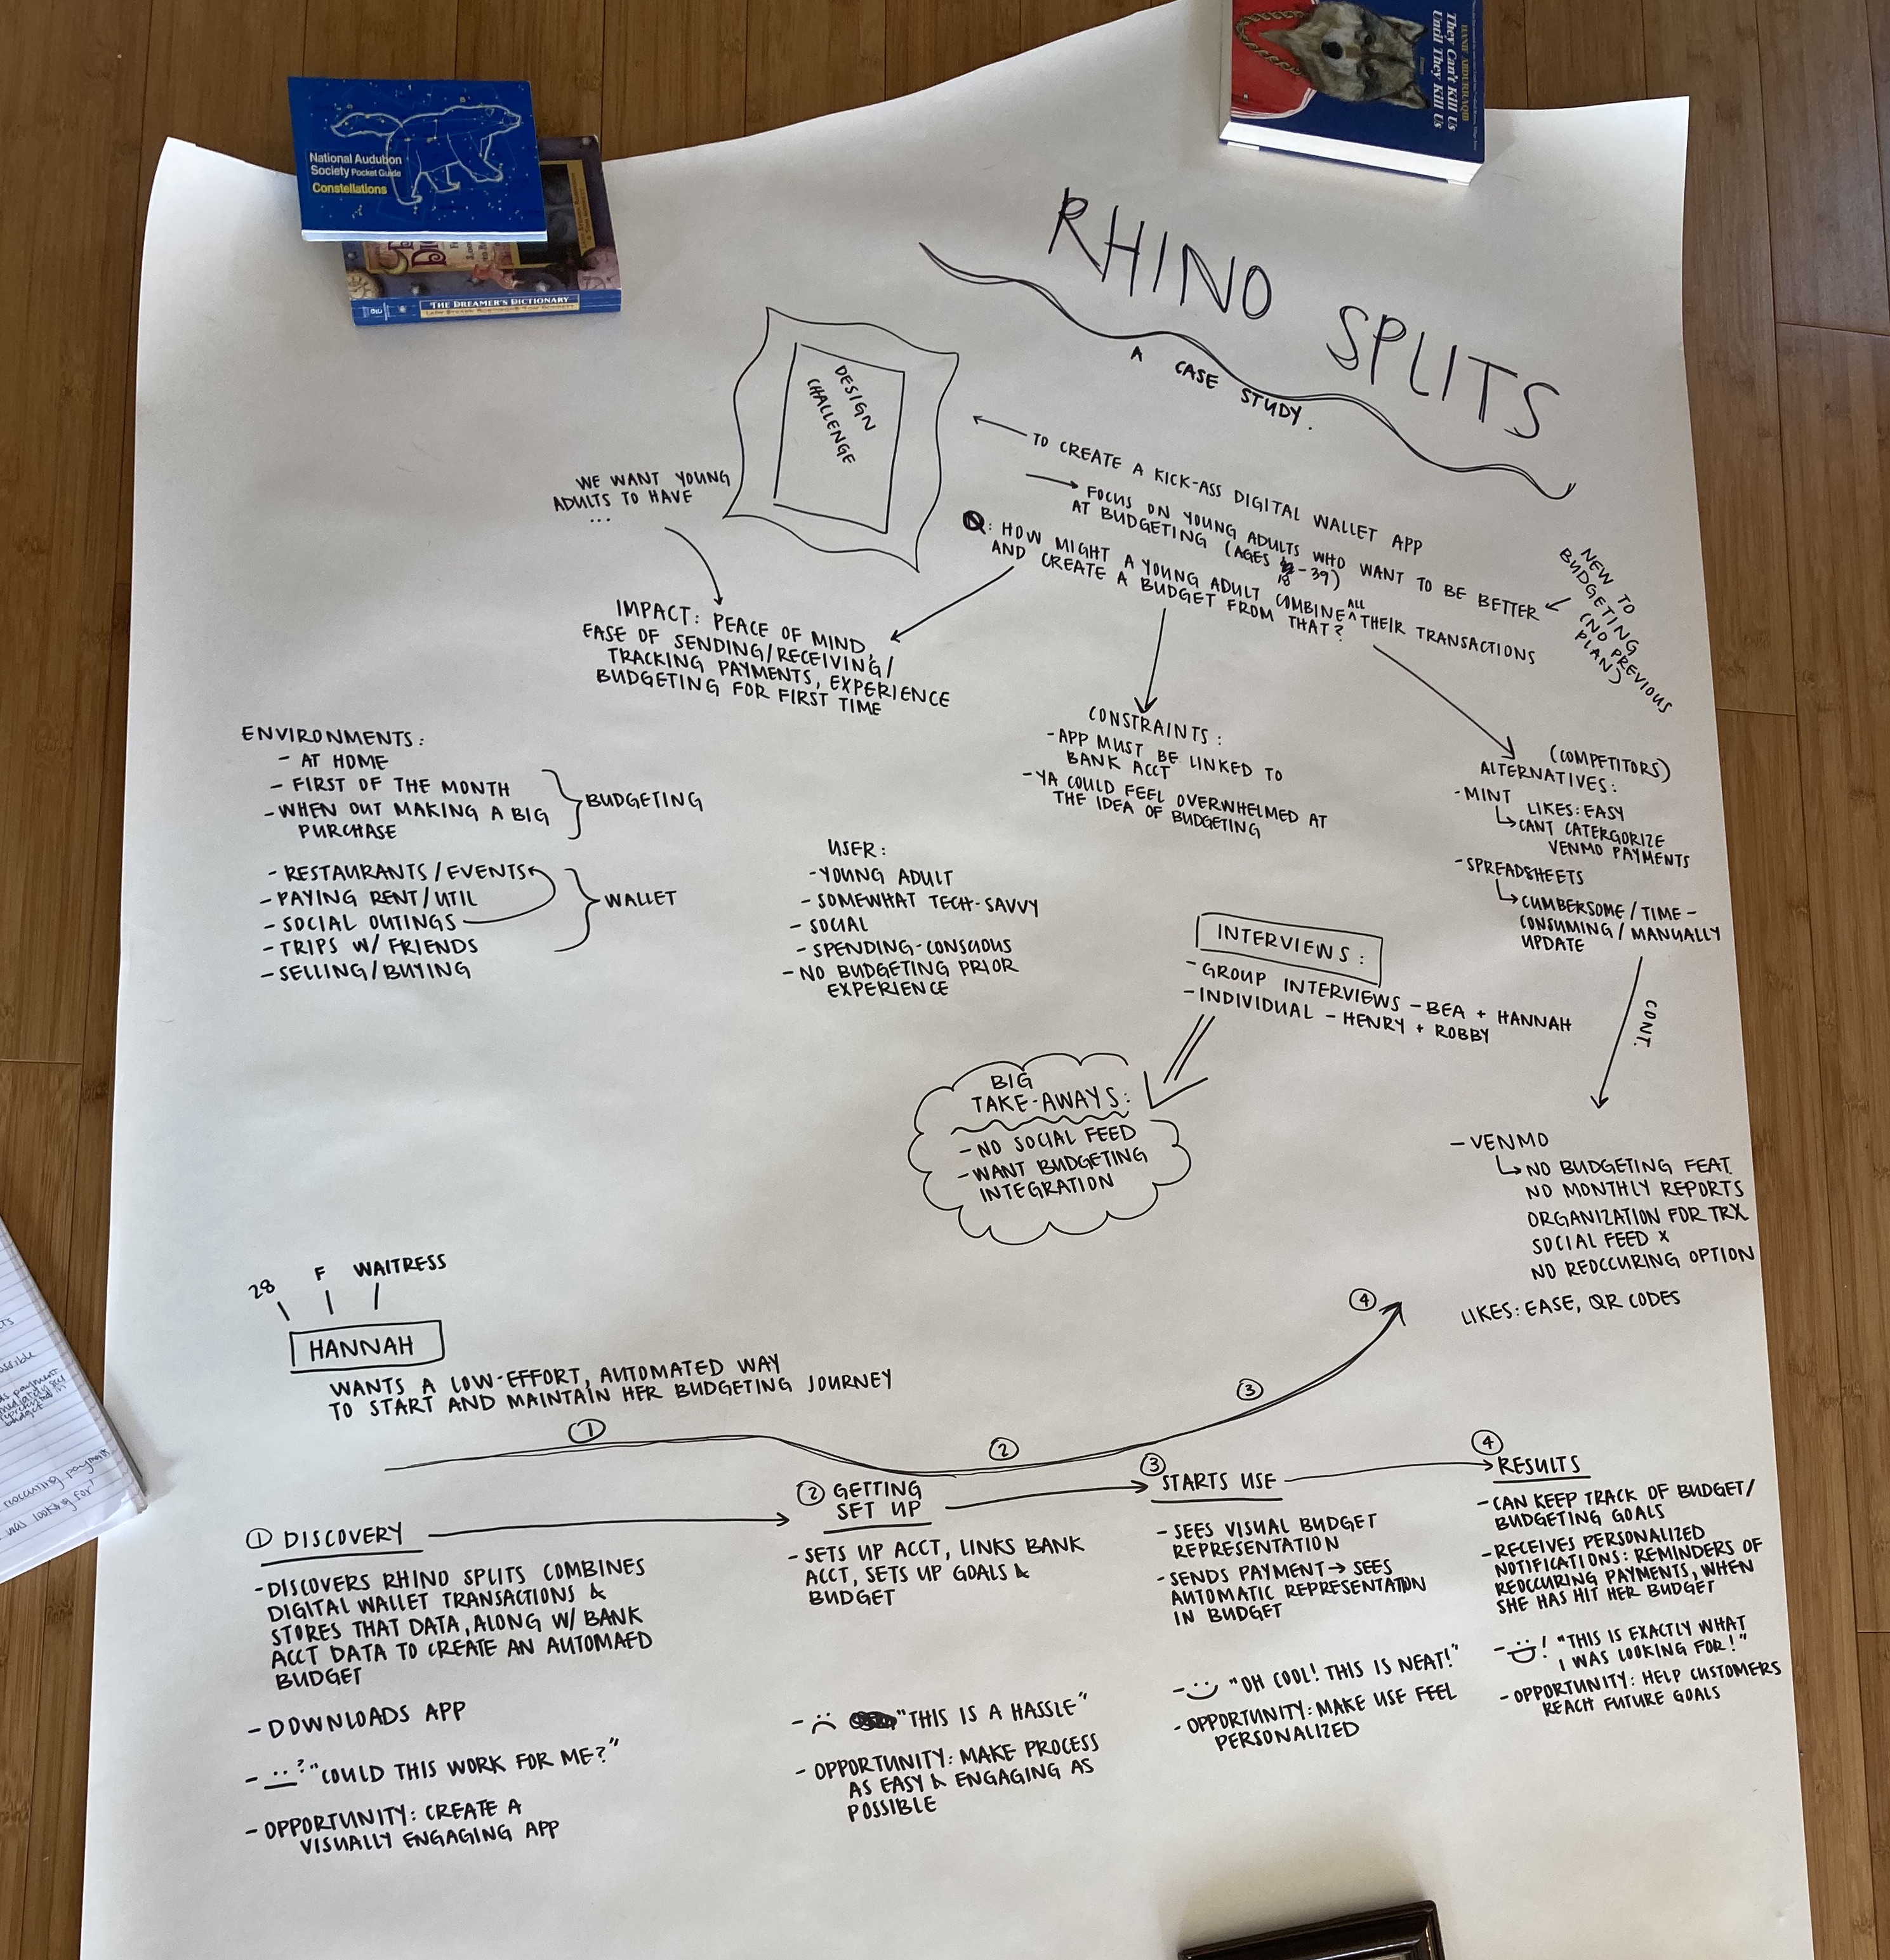 National Audubon
Society Pocket Guide
Constellations
THE DREAMER'S DICTIONARY
HANIF ABDURRAQIB
They Can't Kill Us
Until They Kill Us
RHINO SPLITS
A CASE STUDY.
DESIGN
CHALLENGE
TO CREATE A KICK-ASS DIGITAL WALLET APP
FOCUS ON YOUNG ADULTS WHO WANT TO BE BETTER
AT BUDGETING (AGES 18-39)
NEW TO
BUDGETING
(NO PREVIOUS
PLAN)
Q: HOW MIGHT A YOUNG ADULT COMBINE ALL THEIR TRANSACTIONS
AND CREATE A BUDGET FROM THAT?
WE WANT YOUNG
ADULTS TO HAVE
...
IMPACT: PEACE OF MIND,
EASE OF SENDING/RECEIVING/
TRACKING PAYMENTS, EXPERIENCE
BUDGETING FOR FIRST TIME
CONSTRAINTS:
-APP MUST BE LINKED TO
BANK ACCT
-YA COULD FEEL OVERWHELMED AT
THE IDEA OF BUDGETING
(COMPETITORS)
ALTERNATIVES:
-MINT LIKES: EASY
CANT CATERGORIZE
VENMO PAYMENTS
-SPREADSHEETS
CUMBERSOME/TIME-
CONSUMING/MANUALLY
UPDATE
CONT.
-VENMO
NO BUDGETING FEAT.
NO MONTHLY REPORTS
ORGANIZATION FOR TRX
SOCIAL FEED X
NO REOCCURING OPTION
LIKES: EASE, QR CODES
ENVIRONMENTS:
- AT HOME
- FIRST OF THE MONTH
-WHEN OUT MAKING A BIG
PURCHASE
BUDGETING
- RESTAURANTS/EVENTS
-PAYING RENT/UTIL
- SOCIAL OUTINGS
-TRIPS W/ FRIENDS
-SELLING/BUYING
WALLET
USER:
-YOUNG ADULT
- SOMEWHAT TECH-SAVVY
- SOCIAL
- SPENDING-CONSCIOUS
-NO BUDGETING PRIOR
EXPERIENCE
INTERVIEWS:
-GROUP INTERVIEWS -BEA + HANNAH
-INDIVIDUAL -HENRY + ROBBY
BIG
TAKE-AWAYS:
-NO SOCIAL FEED
-WANT BUDGETING
INTEGRATION
28 F WAITRESS
HANNAH
WANTS A LOW-EFFORT, AUTOMATED WAY
TO START AND MAINTAIN HER BUDGETING JOURNEY
1
2
3
4
1 DISCOVERY
-DISCOVERS RHINO SPLITS COMBINES
DIGITAL WALLET TRANSACTIONS &
STORES THAT DATA, ALONG W/ BANK
ACCT DATA TO CREATE AN AUTOMAED
BUDGET
-DOWNLOADS APP
- ? "COULD THIS WORK FOR ME?"
-OPPORTUNITY: CREATE A
VISUALLY ENGAGING APP
2 GETTING
SET UP
-SETS UP ACCT, LINKS BANK
ACCT, SETS UP GOALS &
BUDGET
- "THIS IS A HASSLE"
- OPPORTUNITY: MAKE PROCESS
AS EASY & ENGAGING AS
POSSIBLE
3
STARTS USE
-SEES VISUAL BUDGET
REPRESENTATION
-SENDS PAYMENT→ SEES
AUTOMATIC REPRESENTATION
IN BUDGET
- "OH COOL! THIS IS NEAT!"
-OPPORTUNITY: MAKE USE FEEL
PERSONALIZED
4
RESULTS
-CAN KEEP TRACK OF BUDGET/
BUDGETING GOALS
-RECEIVES PERSONALIZED
NOTIFICATIONS: REMINDERS OF
REOCCURING PAYMENTS, WHEN
SHE HAS HIT HER BUDGET
- ! "THIS IS EXACTLY WHAT
I WAS LOOKING FOR!"
-OPPORTUNITY: HELP CUSTOMERS
REACH FUTURE GOALS
payment
budget
reoccuring payments
was looking for'